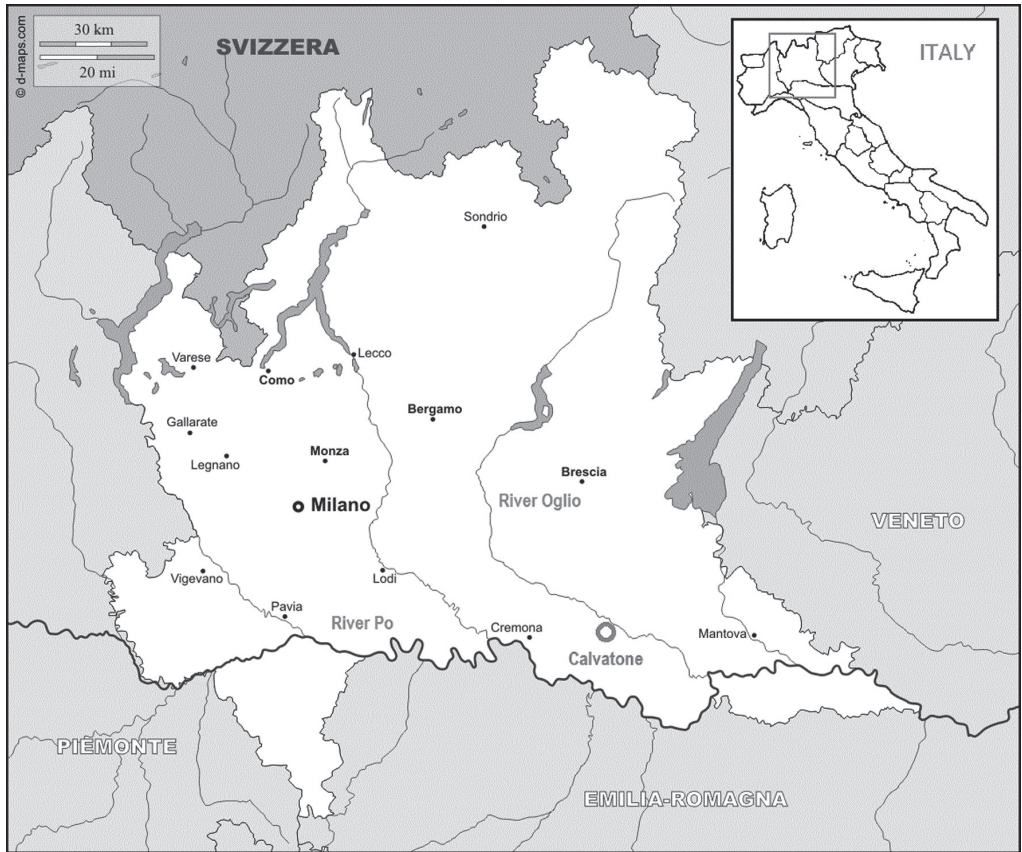 © d-maps.com
30 km
20 mi
SVIZZERA
ITALY
Sondrio
Varese
Lecco
Como
Bergamo
Gallarate
Legnano
Monza
Brescia
Milano
River Oglio
VENETO
Vigevano
Lodi
Pavia
River Po
Cremona
Mantova
Calvatone
PIEMONTE
EMILIA-ROMAGNA